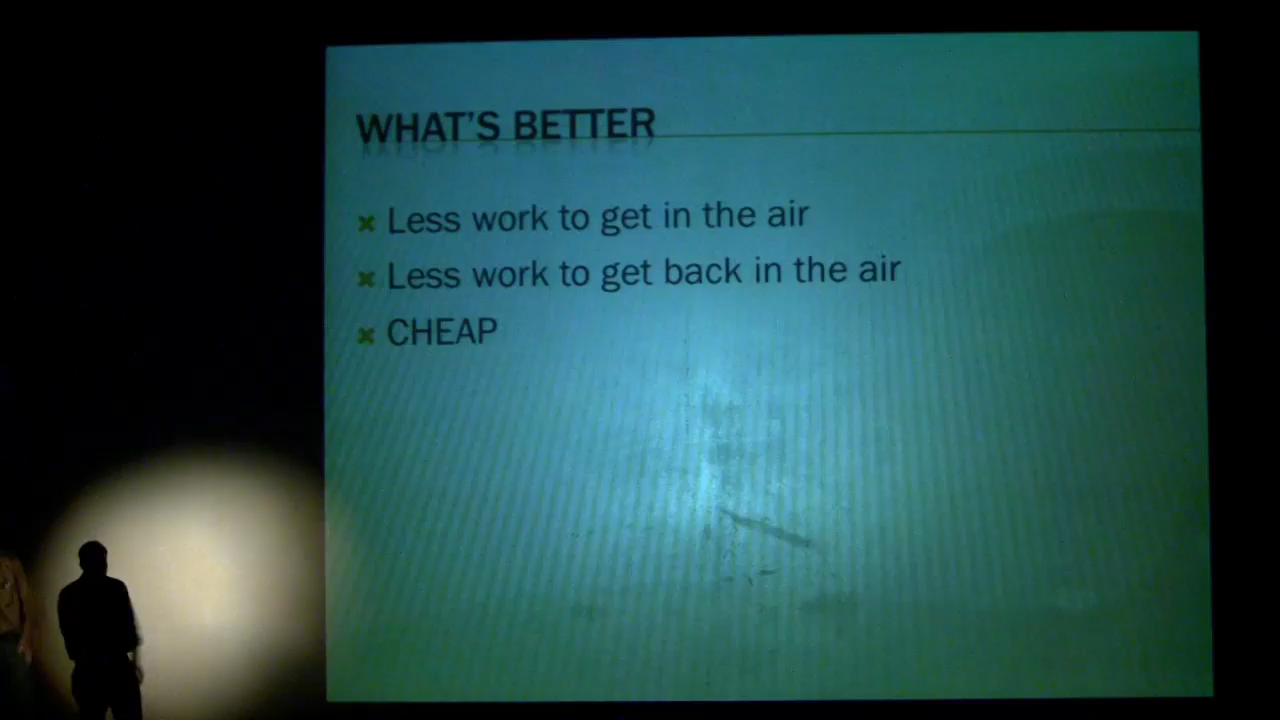 WHAT'S BETTER
Less work to get in the air
Less work to get back in the air
CHEAP